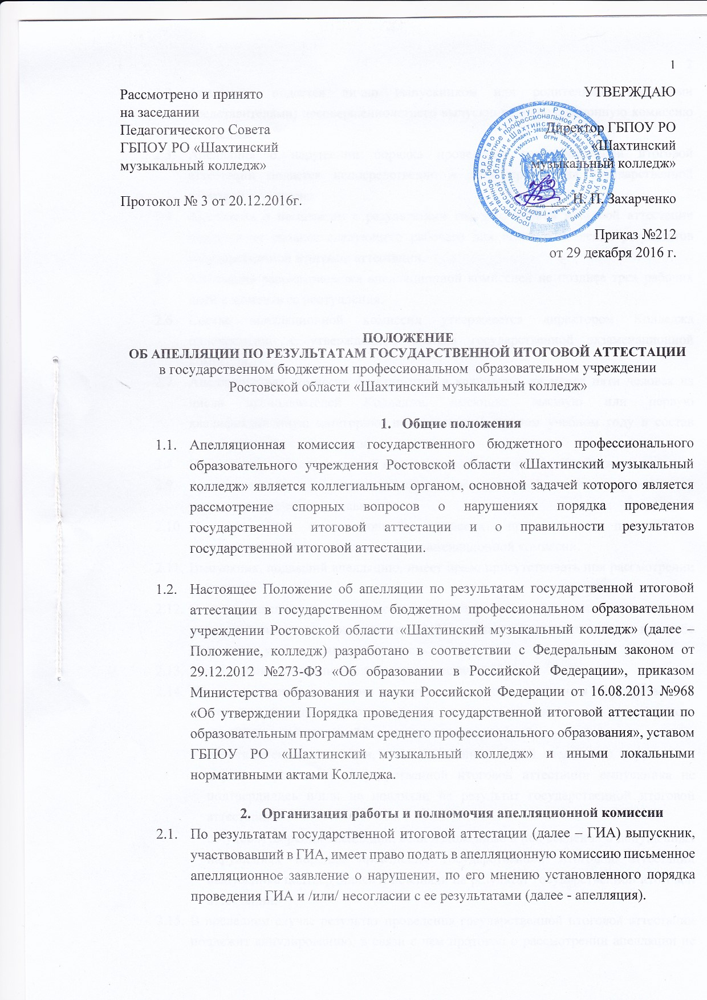 1
Рассмотрено и принято
на заседании
Педагогического Совета
ГБПОУ РО «Шахтинский
музыкальный колледж»
Протокол № 3 от 20.12.2016г.
УТВЕРЖДАЮ
Директор ГБПОУ РО
«Шахтинский
музыкальный колледж»
Н. П. Захарченко
Приказ №212
от 29 декабря 2016 г.
ПОЛОЖЕНИЕ
ОБ АПЕЛЛЯЦИИ ПО РЕЗУЛЬТАТАМ ГОСУДАРСТВЕННОЙ ИТОГОВОЙ АТТЕСТАЦИИ
в государственном бюджетном профессиональном образовательном учреждении
Ростовской области «Шахтинский музыкальный колледж»
1. Общие положения
1.1. Апелляционная комиссия государственного бюджетного профессионального
образовательного учреждения Ростовской области «Шахтинский музыкальный
колледж» является коллегиальным органом, основной задачей которого является
рассмотрение спорных вопросов о нарушениях порядка проведения
государственной итоговой аттестации и о правильности результатов
государственной итоговой аттестации.
1.2. Настоящее Положение об апелляции по результатам государственной итоговой
аттестации в государственном бюджетном профессиональном образовательном
учреждении Ростовской области «Шахтинский музыкальный колледж» (далее –
Положение, колледж) разработано в соответствии с Федеральным законом от
29.12.2012 №273-ФЗ «Об образовании в Российской Федерации», приказом
Министерства образования и науки Российской Федерации от 16.08.2013 №968
«Об утверждении Порядка проведения государственной итоговой аттестации по
образовательным программам среднего профессионального образования», уставом
ГБПОУ РО «Шахтинский музыкальный колледж» и иными локальными
нормативными актами Колледжа.
2. Организация работы и полномочия апелляционной комиссии
2.1. По результатам государственной итоговой аттестации (далее – ГИА) выпускник,
участвовавший в ГИА, имеет право подать в апелляционную комиссию письменное
апелляционное заявление о нарушении, по его мнению установленного порядка
проведения ГИА и /или/ несогласии с ее результатами (далее - апелляция).